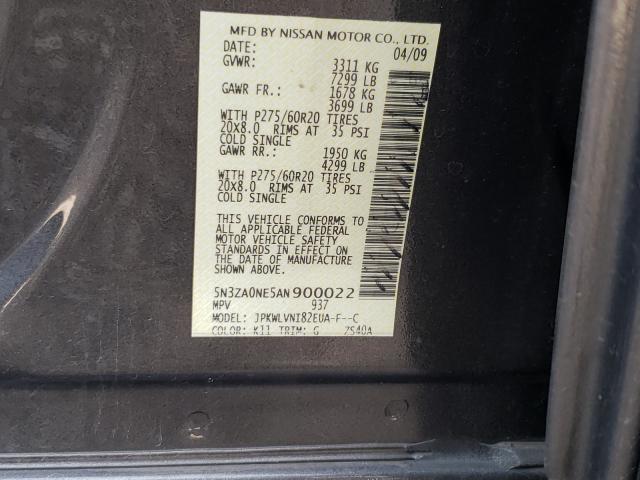 MFD BY NISSAN MOTOR CO., LTD.
DATE: 04/09
GVWR: 3311 KG
7299 LB
GAWR FR.: 1678 KG
3699 LB
WITH P275/60R20 TIRES
20X8.0 RIMS AT 35 PSI
COLD SINGLE
GAWR RR.: 1950 KG
4299 LB
WITH P275/60R20 TIRES
20X8.0 RIMS AT 35 PSI
COLD SINGLE
THIS VEHICLE CONFORMS TO
ALL APPLICABLE FEDERAL
MOTOR VEHICLE SAFETY
STANDARDS IN EFFECT ON
THE DATE OF MANUFACTURE
SHOWN ABOVE.
5N3ZA0NE5AN900022
MPV 937
MODEL: JPKWLVNI82EUA-F--C
COLOR: K11 TRIM: G 7S40A